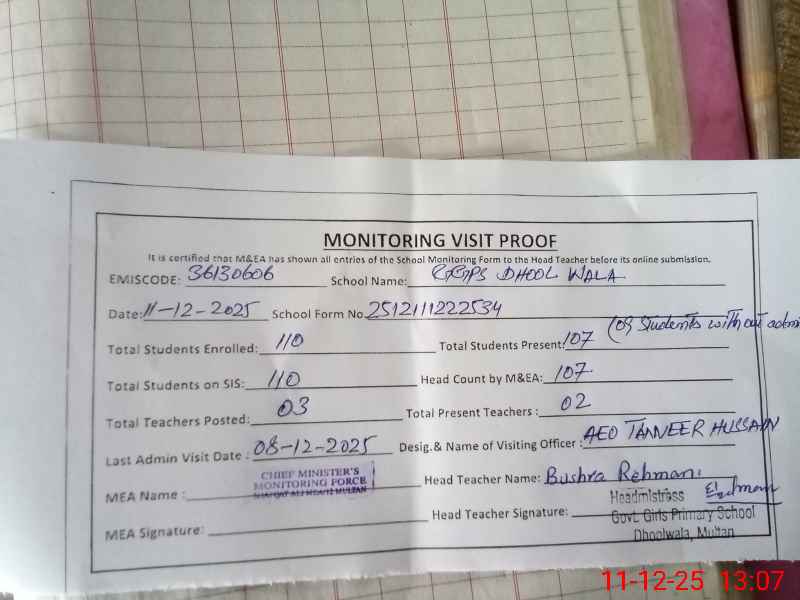 MONITORING VISIT PROOF
It is certified that M&EA has shown all entries of the School Monitoring Form to the Head Teacher before its online submission.
EMISCODE: 36130606 School Name: GGPS DHOOL WALA
Date: 11-12-2025 School Form No 2512111222534
Total Students Enrolled: 110 Total Students Present: 107 (09 Students with out admi
Total Students on SIS: 110 Head Count by M&EA: 107
Total Teachers Posted: 03 Total Present Teachers : 02
Last Admin Visit Date : 08-12-2025 Desig.& Name of Visiting Officer : AEO TANVEER HUSSAIN
MEA Name : CHIEF MINISTER'S MONITORING FORCE MULTAN Head Teacher Name: Bushra Rehman
MEA Signature: Head Teacher Signature:
Headmistress
Govt. Girls Primary School
Dhoolwala, Multan
11-12-25 13:07